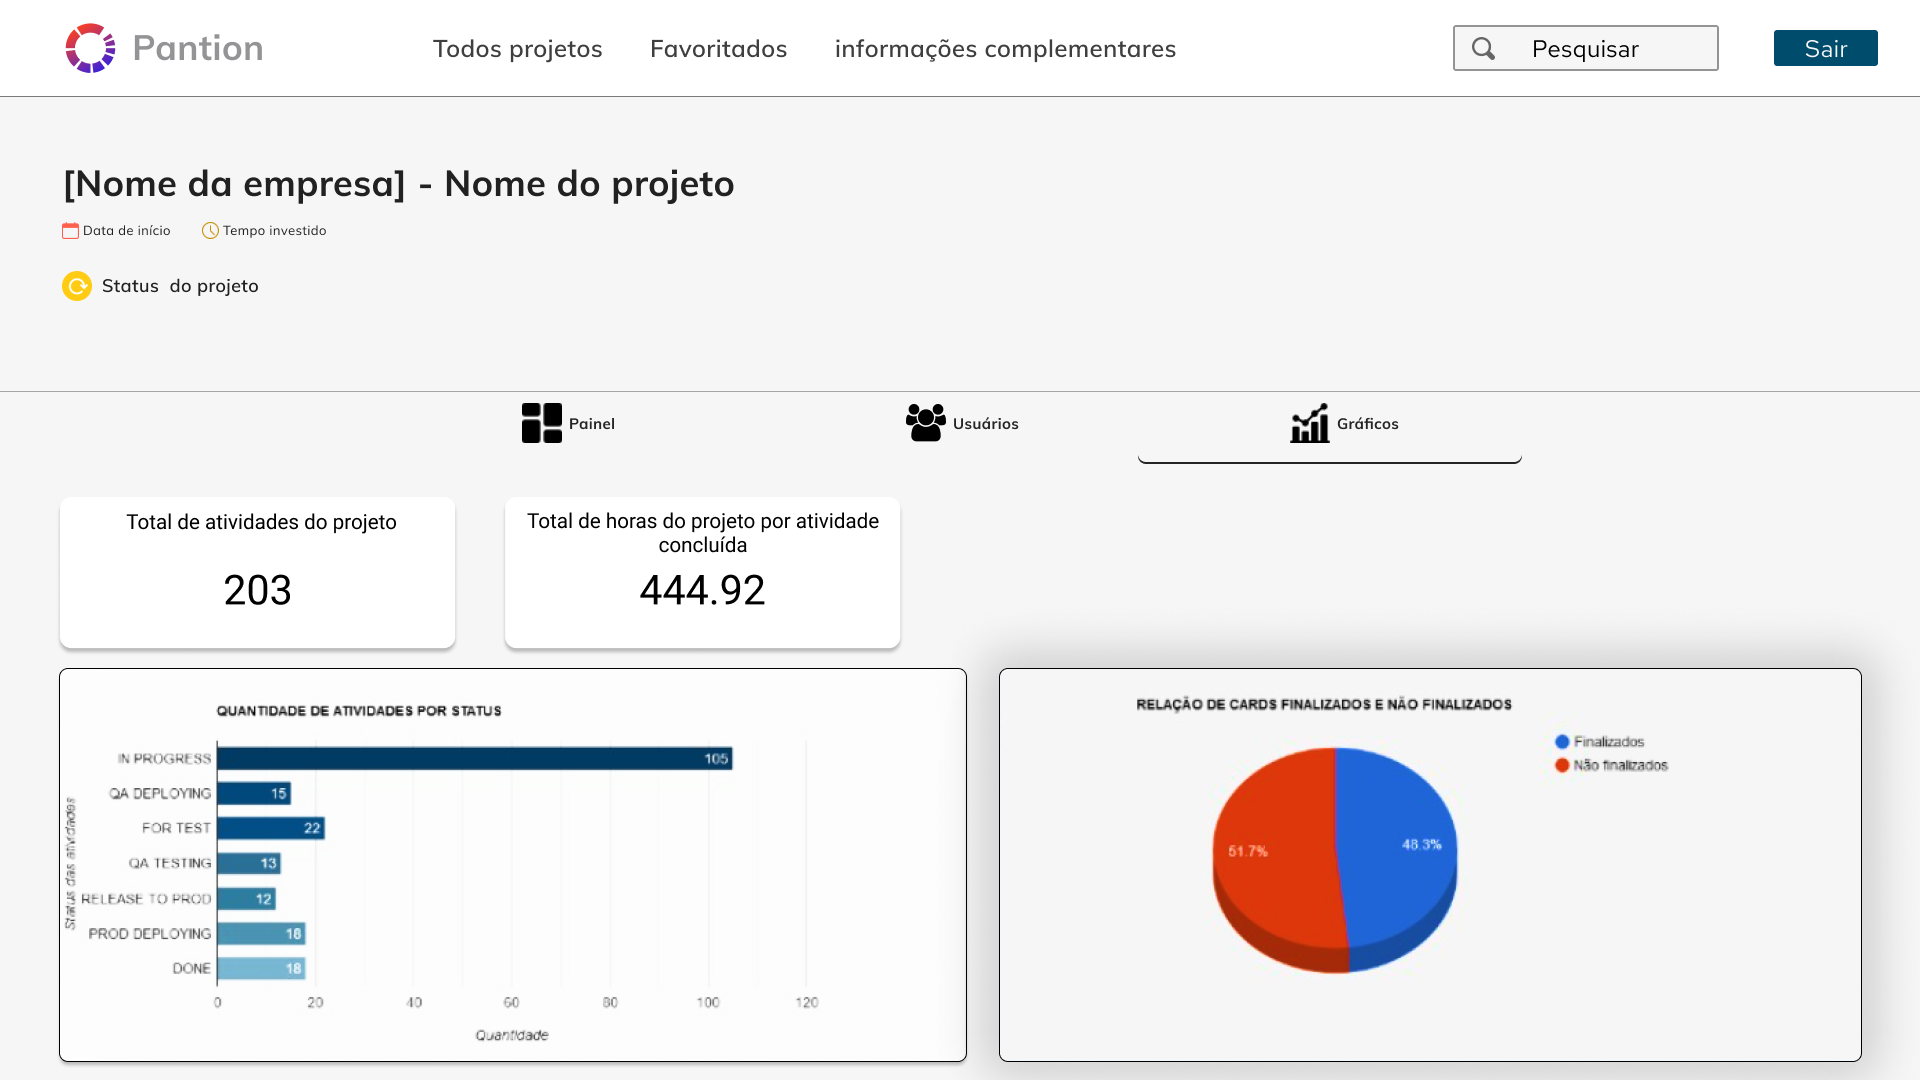 Pantion
Todos projetos
Favoritados
informações complementares
Pesquisar
Sair
[Nome da empresa] - Nome do projeto
Data de início
Tempo investido
Status do projeto
Painel
Usuários
Gráficos
Total de atividades do projeto
203
Total de horas do projeto por atividade
concluída
444.92
QUANTIDADE DE ATIVIDADES POR STATUS
Status das atividades
IN PROGRESS
105
QA DEPLOYING
15
FOR TEST
22
QA TESTING
13
RELEASE TO PROD
12
PROD DEPLOYING
18
DONE
18
0
20
40
60
80
100
120
Quantidade
RELAÇÃO DE CARDS FINALIZADOS E NÃO FINALIZADOS
Finalizados
Não finalizados
51.7%
48.3%